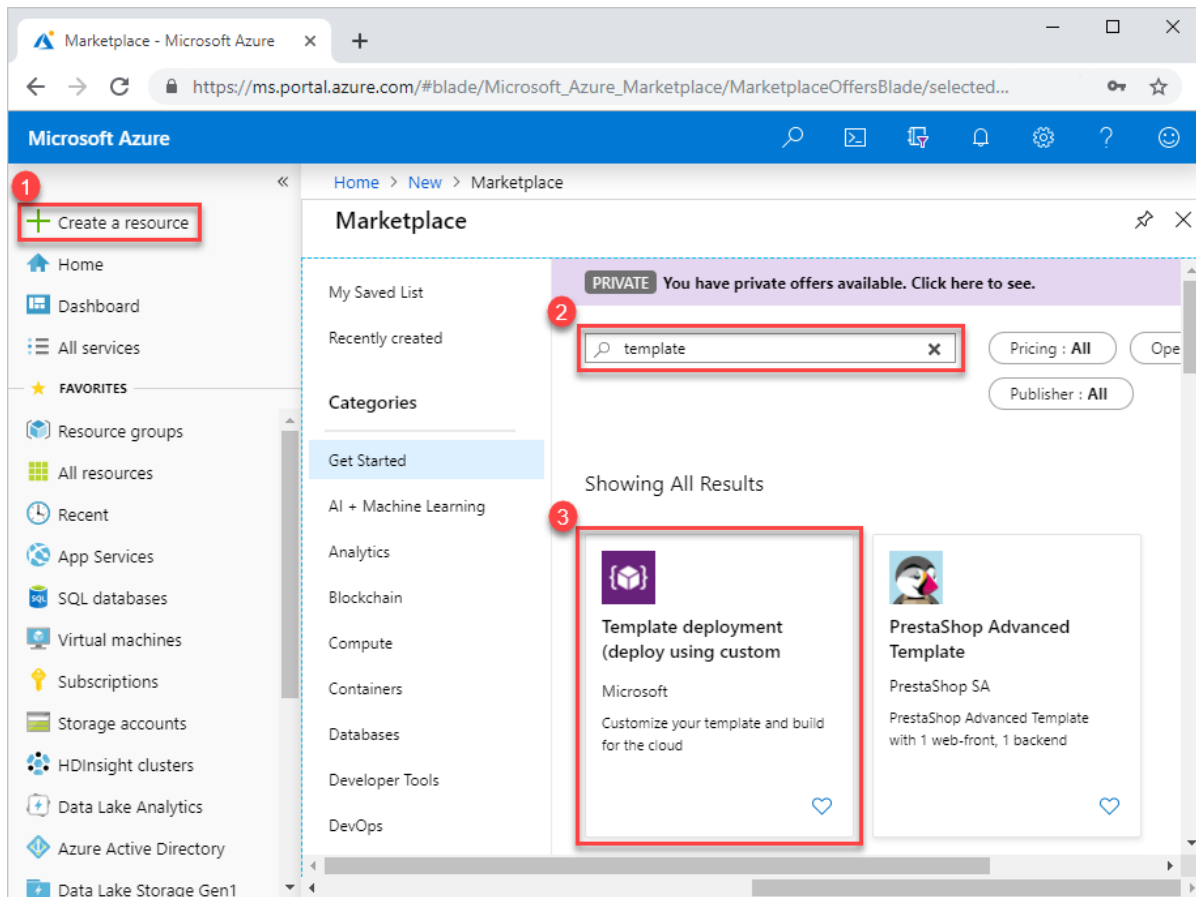 Marketplace - Microsoft Azure
https://ms.portal.azure.com/#blade/Microsoft_Azure_Marketplace/MarketplaceOffersBlade/selected...
Microsoft Azure
1
Create a resource
Home
Dashboard
All services
FAVORITES
Resource groups
All resources
Recent
App Services
SQL
SQL databases
Virtual machines
Subscriptions
Storage accounts
HDInsight clusters
Data Lake Analytics
Azure Active Directory
Data Lake Storage Gen1
Home > New > Marketplace
Marketplace
My Saved List
Recently created
Categories
Get Started
AI + Machine Learning
Analytics
Blockchain
Compute
Containers
Databases
Developer Tools
DevOps
PRIVATE You have private offers available. Click here to see.
2
template
Pricing : All
Ope
Publisher : All
Showing All Results
3
Template deployment
(deploy using custom
Microsoft
Customize your template and build
for the cloud
PrestaShop Advanced
Template
PrestaShop SA
PrestaShop Advanced Template
with 1 web-front, 1 backend